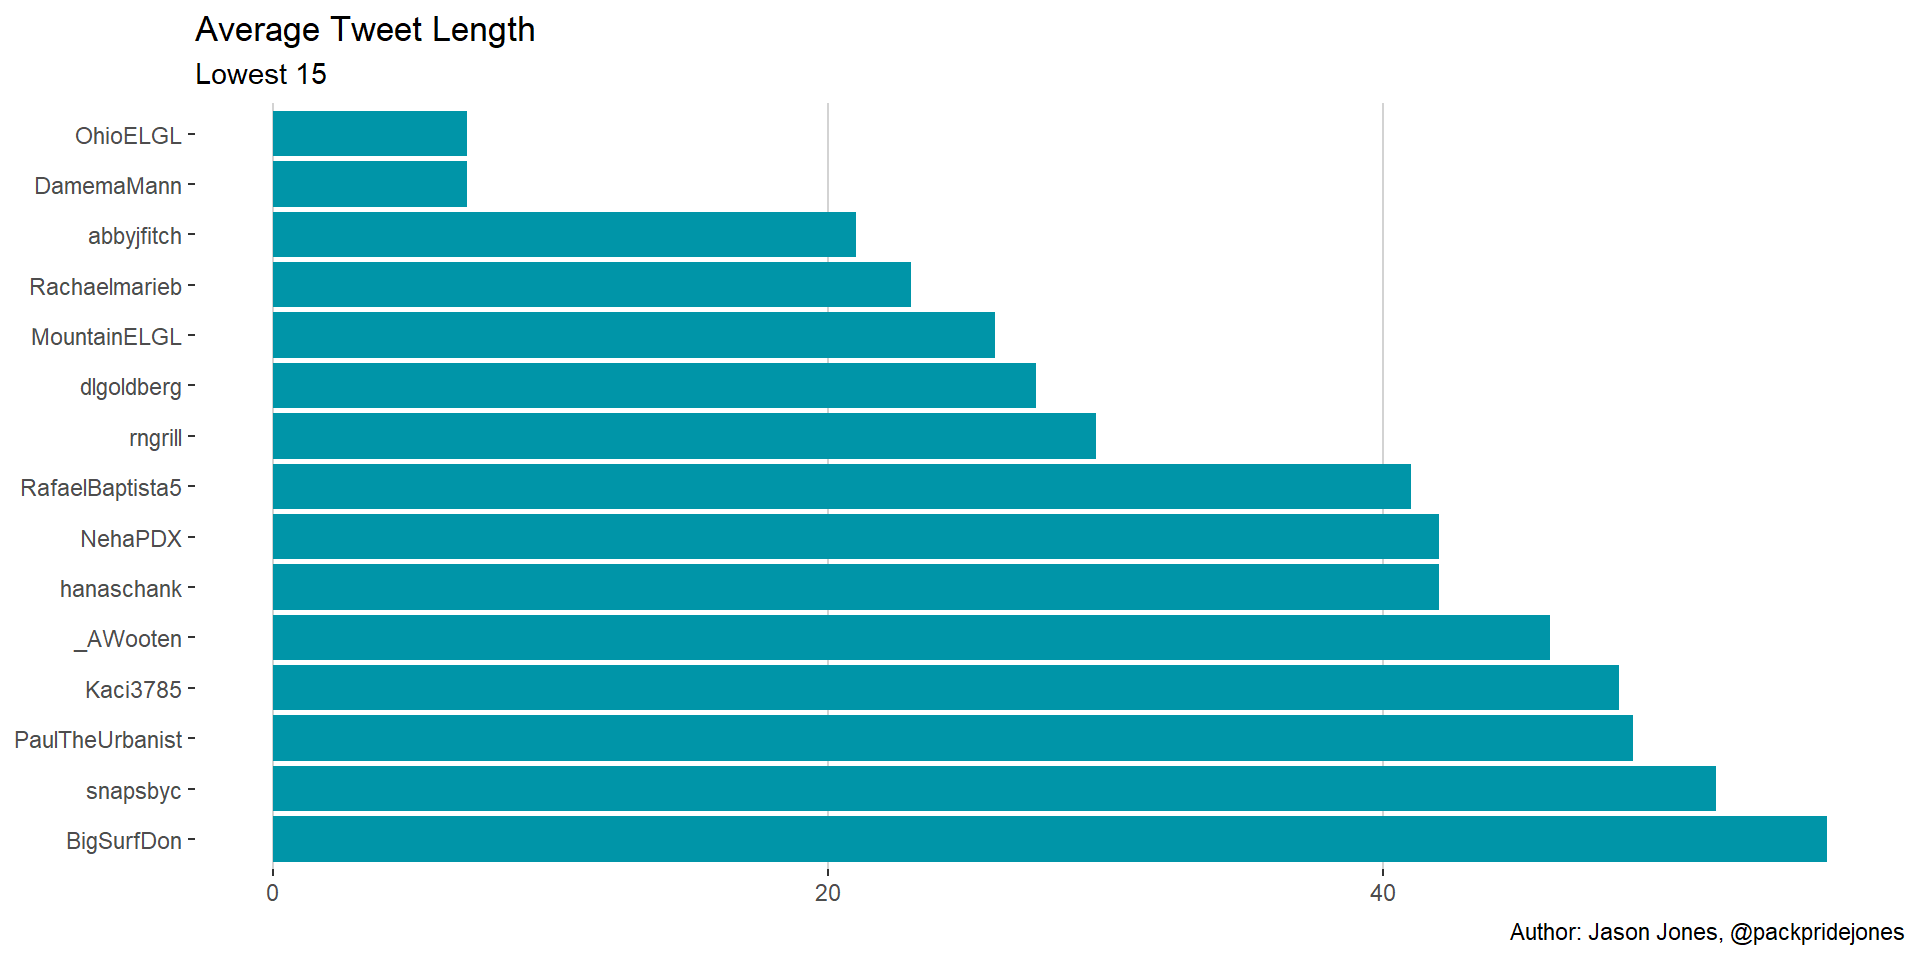 Average Tweet Length
Lowest 15
OhioELGL
DamemaMann
abbyjfitch
Rachaelmarieb
MountainELGL
dlgoldberg
rngrill
RafaelBaptista5
NehaPDX
hanaschank
_AWooten
Kaci3785
PaulTheUrbanist
snapsbyc
BigSurfDon
0 20 40
Author: Jason Jones, @packpridejones